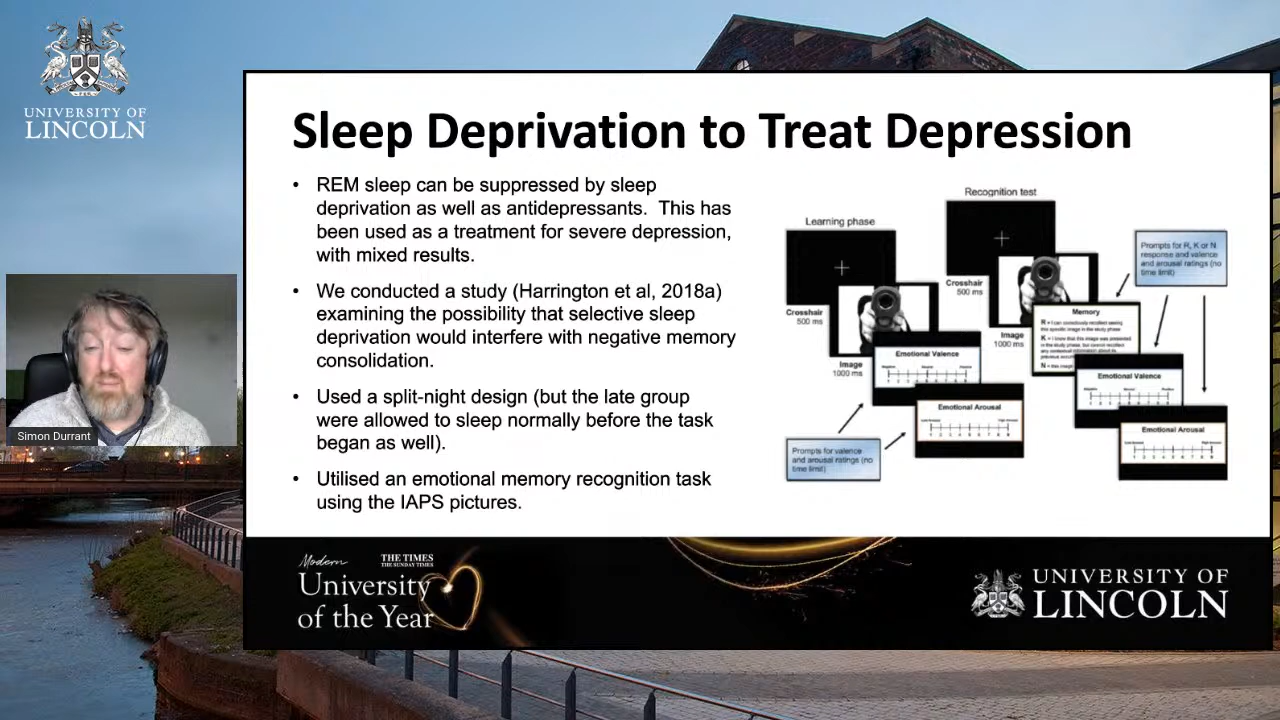 UNIVERSITY OF
LINCOLN
Sleep Deprivation to Treat Depression
• REM sleep can be suppressed by sleep
deprivation as well as antidepressants. This has
been used as a treatment for severe depression,
with mixed results.
• We conducted a study (Harrington et al, 2018a)
examining the possibility that selective sleep
deprivation would interfere with negative memory
consolidation.
• Used a split-night design (but the late group
were allowed to sleep normally before the task
began as well).
• Utilised an emotional memory recognition task
using the IAPS pictures.
Learning phase
Crosshair
500 ms
Image
1000 ms
Emotional Valence
Emotional Arousal
Prompts for valence
and arousal ratings (no
time limit)
Recognition test
Crosshair
500 ms
Image
1000 ms
Memory
Emotional Valence
Emotional Arousal
Prompts for R, K or N
response and valence
and arousal ratings (no
time limit)
Simon Durrant
Modern
THE TIMES
THE SUNDAY TIMES
University
of the Year
UNIVERSITY OF
LINCOLN